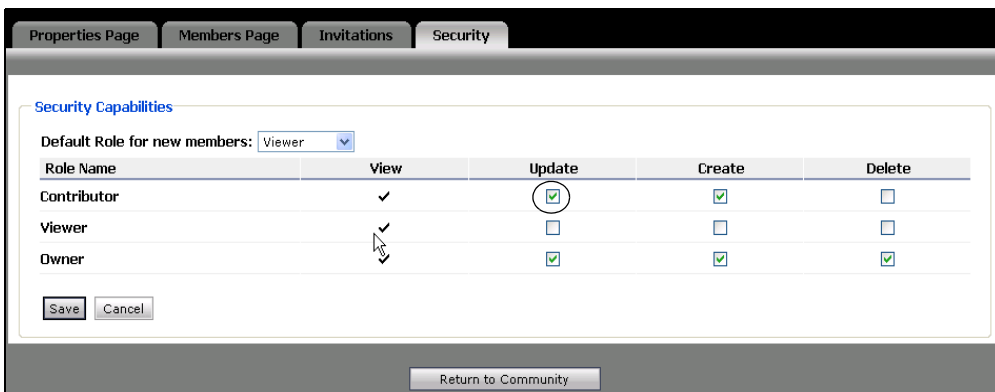 Properties Page Members Page Invitations Security
Security Capabilities
Default Role for new members: Viewer
Role Name View Update Create Delete
Contributor
Viewer
Owner
Save Cancel
Return to Community